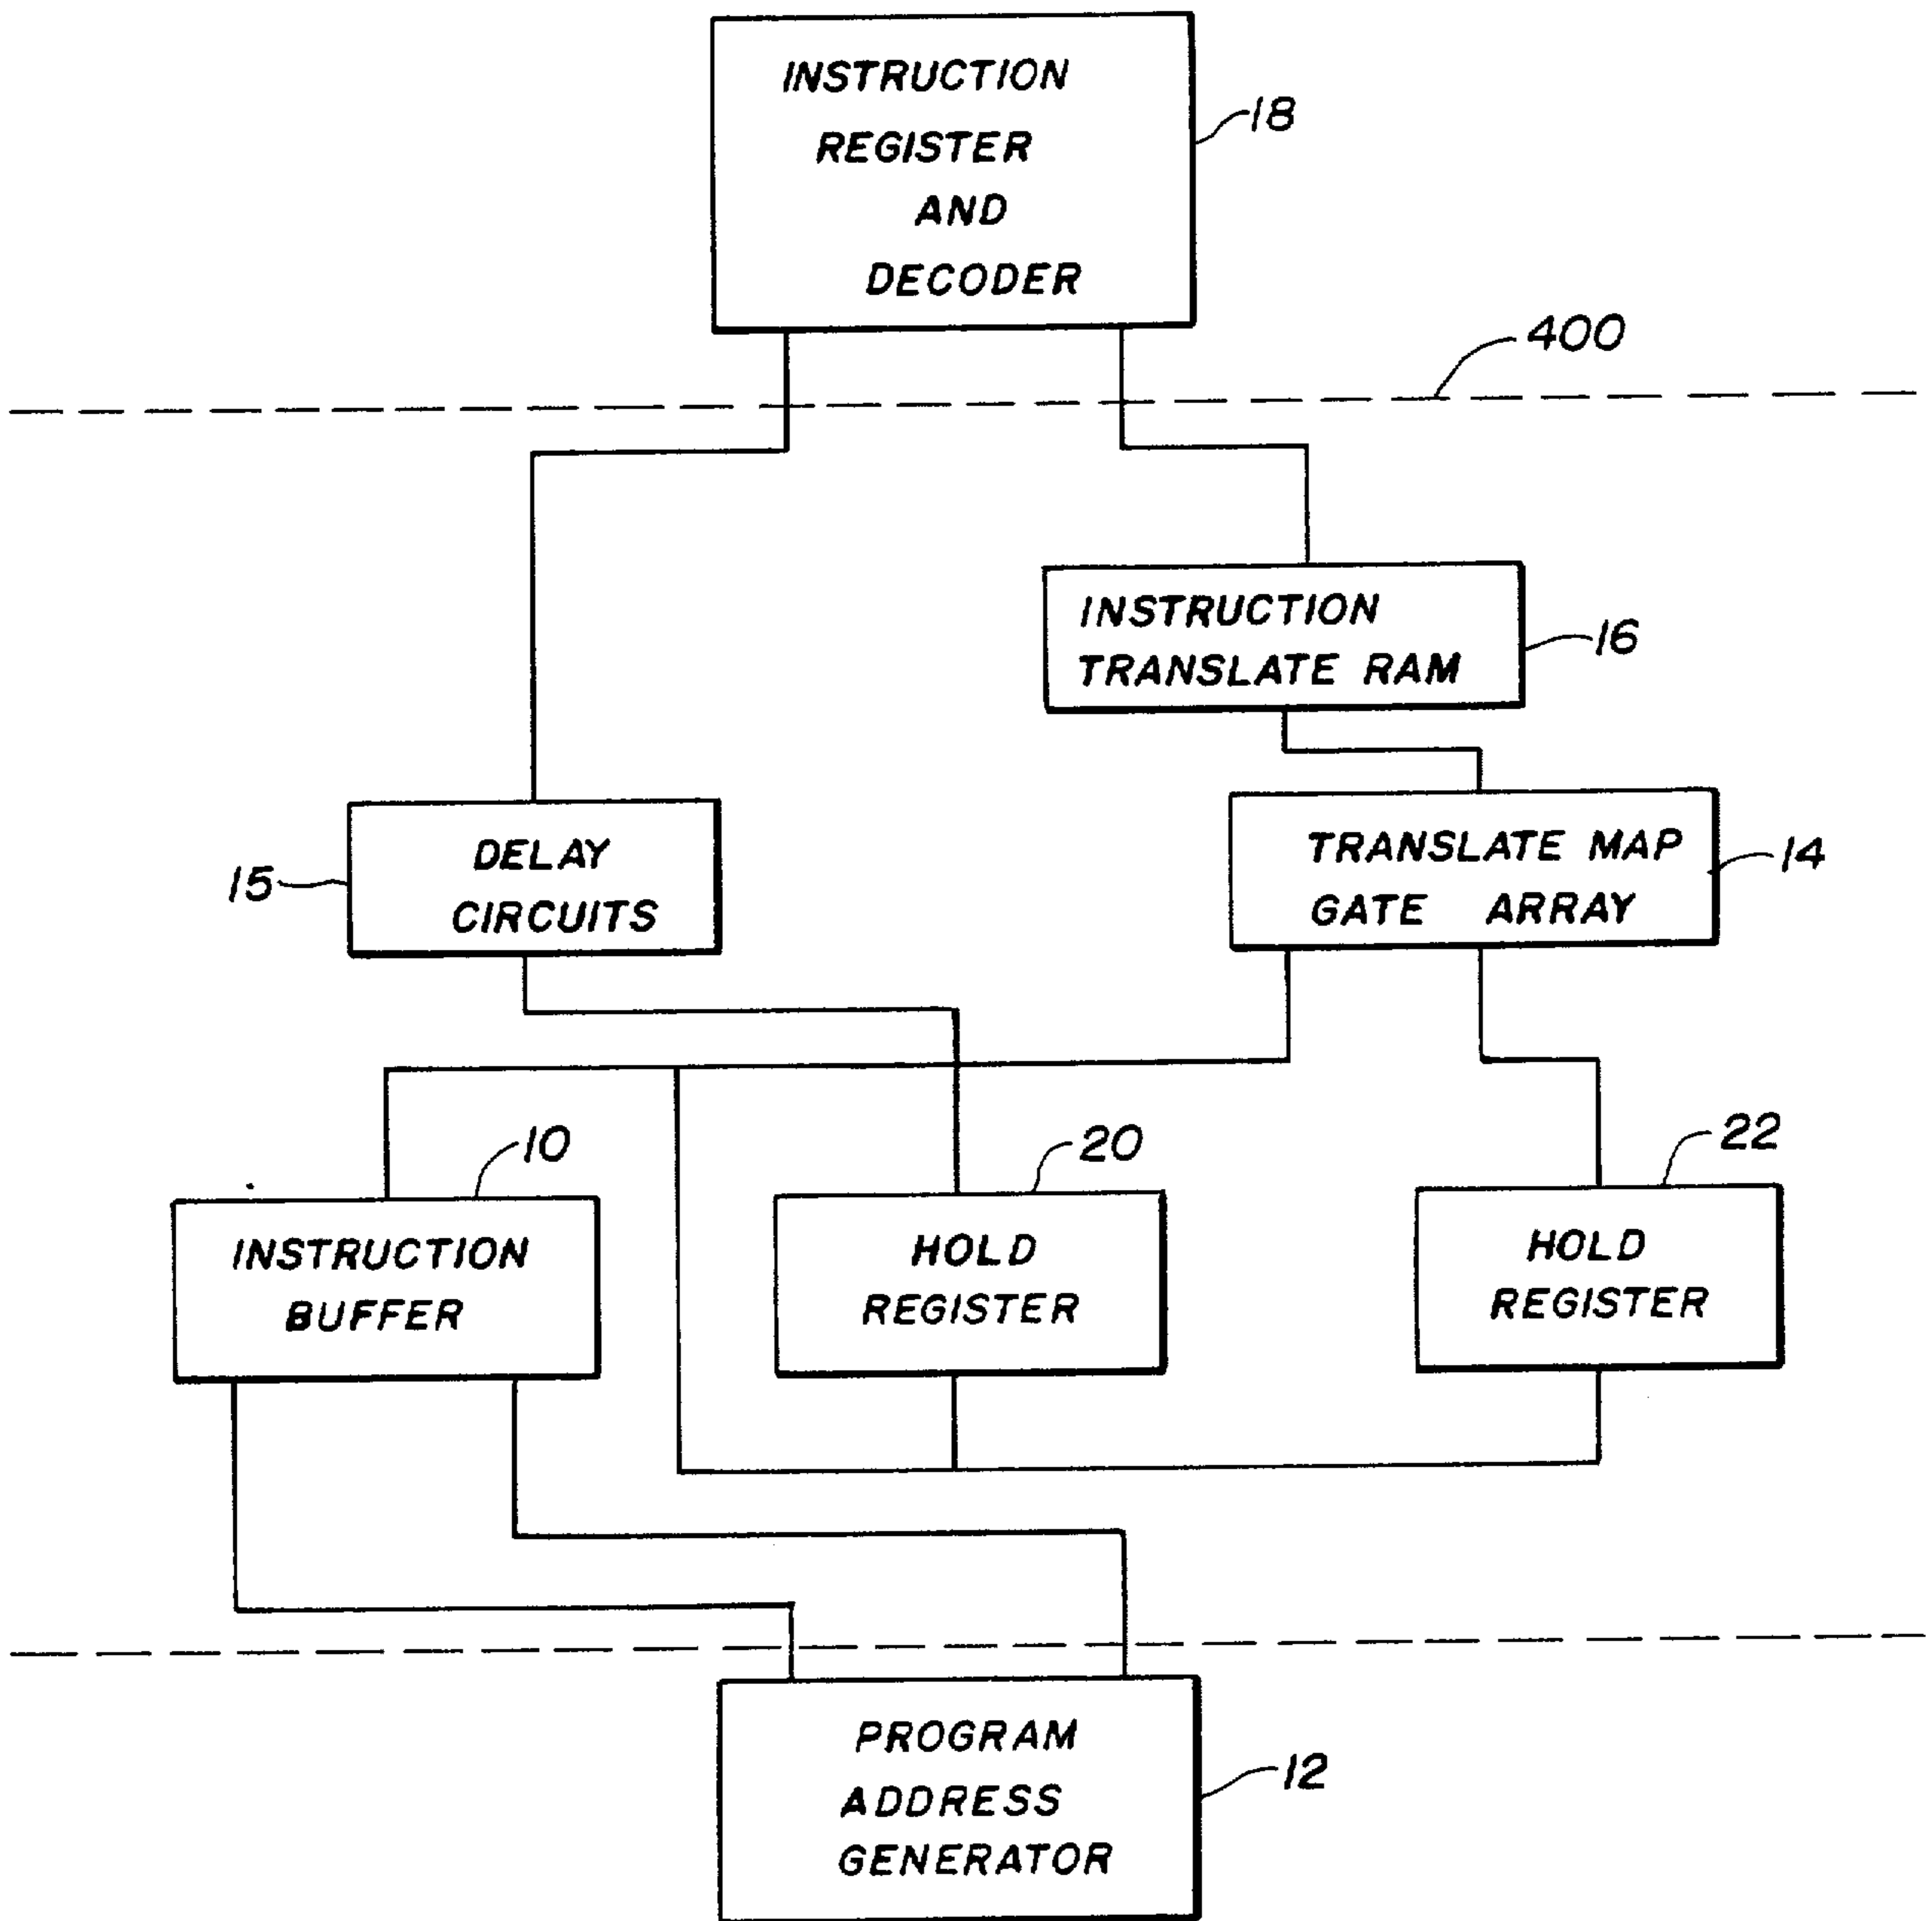 INSTRUCTION
REGISTER
AND
DECODER
18
400
INSTRUCTION
TRANSLATE RAM
16
DELAY
CIRCUITS
15
TRANSLATE MAP
GATE ARRAY
14
10
INSTRUCTION
BUFFER
20
HOLD
REGISTER
22
HOLD
REGISTER
PROGRAM
ADDRESS
GENERATOR
12